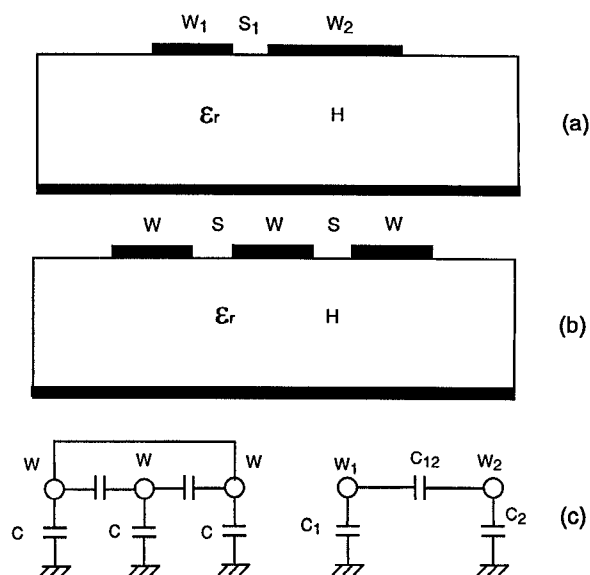 W1 S1 W2
εr H
(a)
W S W S W
εr H
(b)
W W W
C C C
W1 C12 W2
C1 C2
(c)